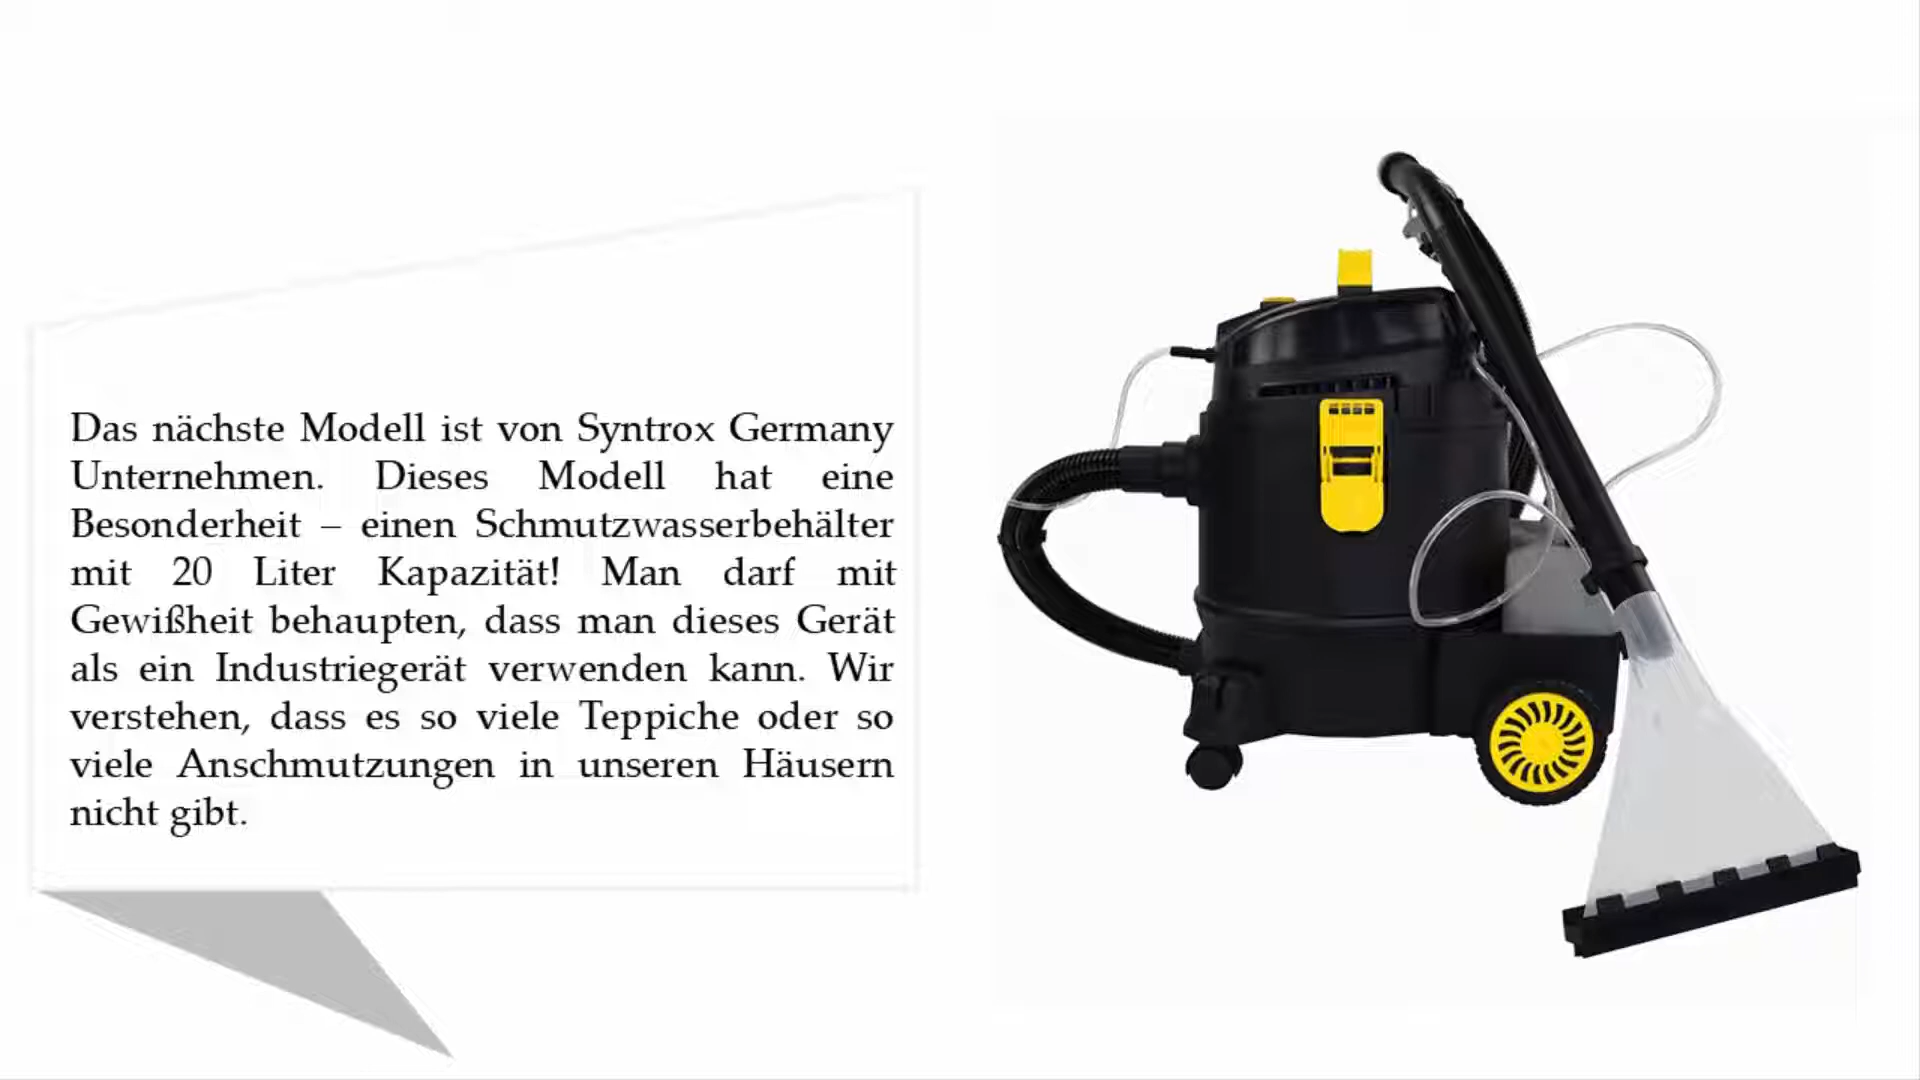 Das nächste Modell ist von Syntrox Germany
Unternehmen. Dieses Modell hat eine
Besonderheit – einen Schmutzwasserbehälter
mit 20 Liter Kapazität! Man darf mit
Gewißheit behaupten, dass man dieses Gerät
als ein Industriegerät verwenden kann. Wir
verstehen, dass es so viele Teppiche oder so
viele Anschmutzungen in unseren Häusern
nicht gibt.